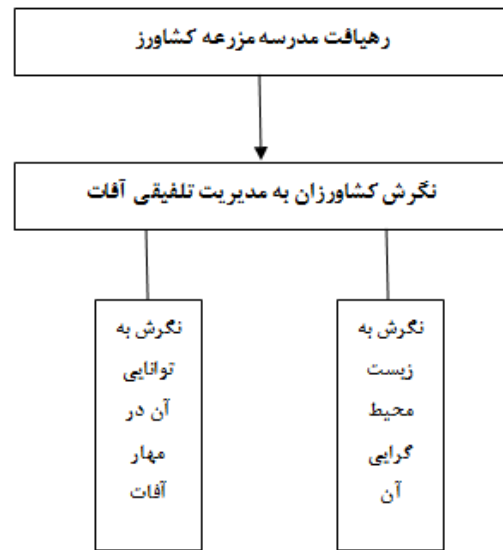 رهیافت مدرسه مزرعه کشاورز
نگرش کشاورزان به مدیریت تلفیقی آفات
نگرش به
زیست
محیط
گرایی
آن
نگرش به
توانایی
آن در
مهار
آفات